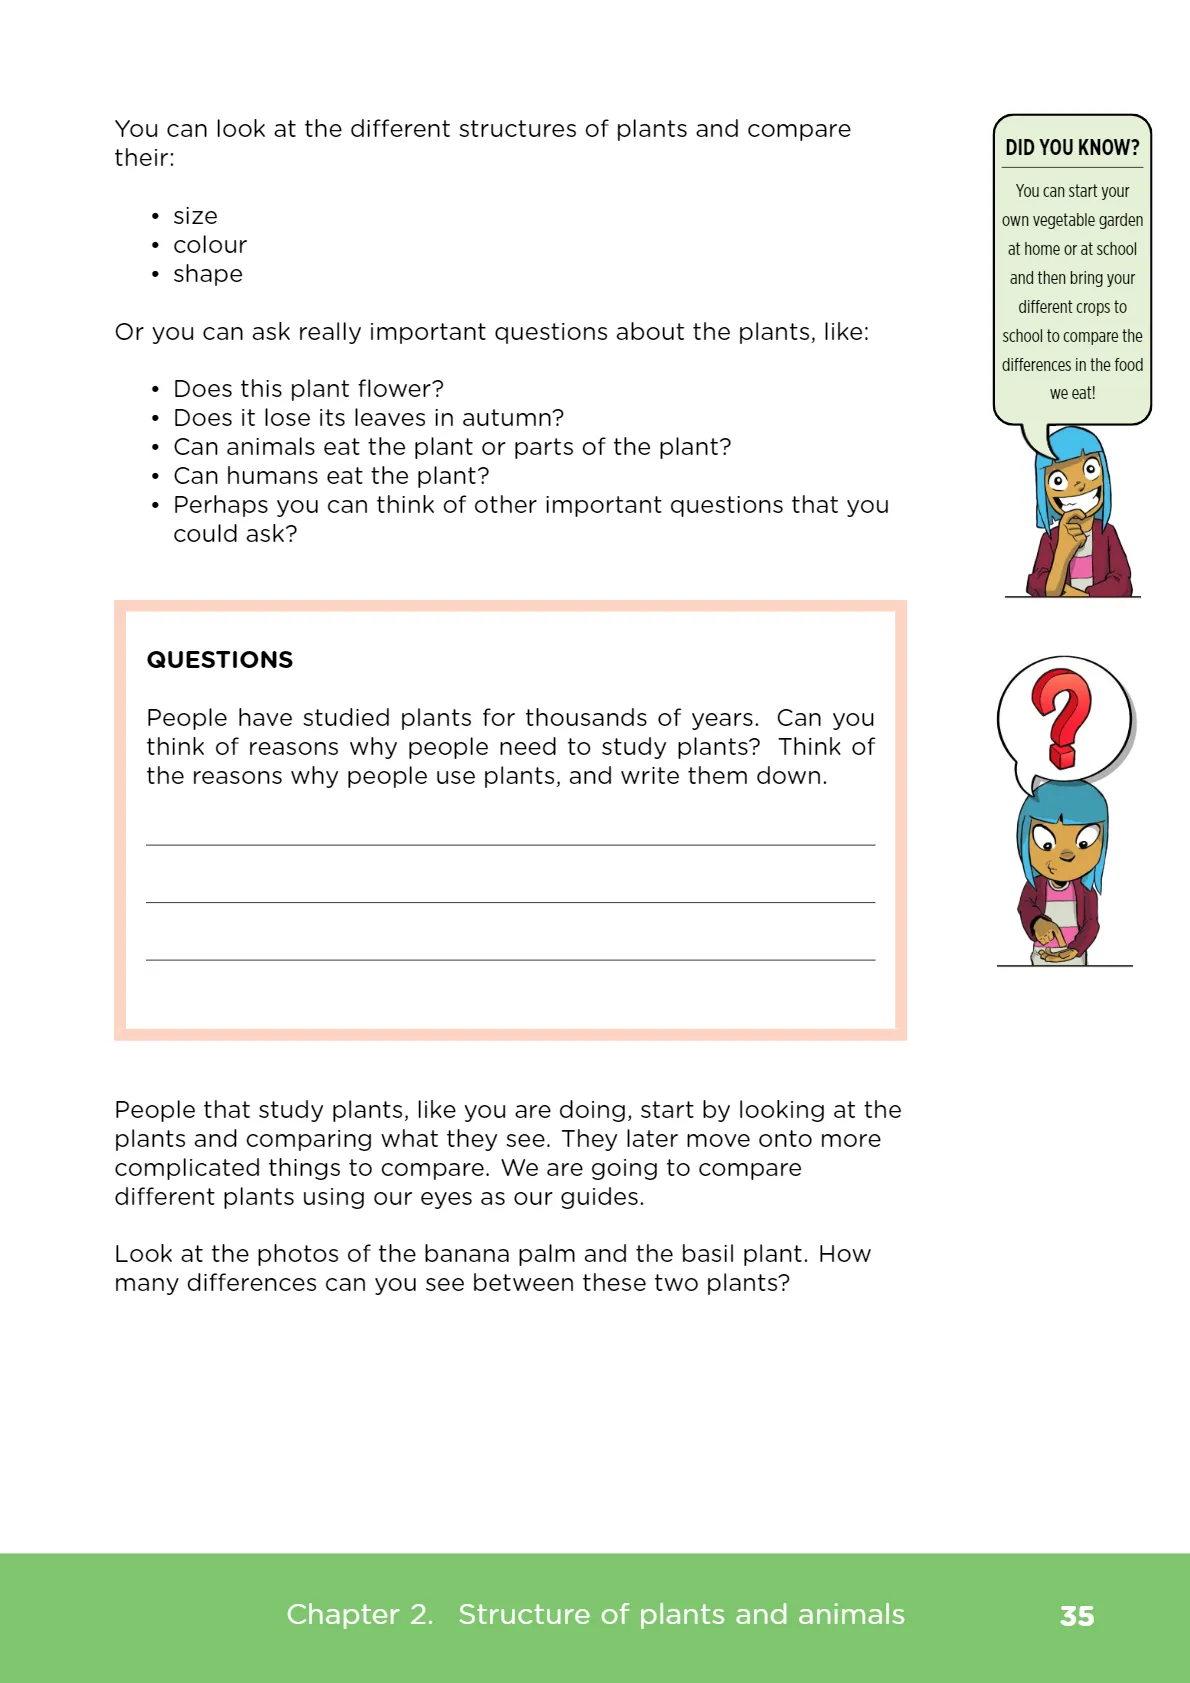 You can look at the different structures of plants and compare
their:
• size
• colour
• shape
Or you can ask really important questions about the plants, like:
• Does this plant flower?
• Does it lose its leaves in autumn?
• Can animals eat the plant or parts of the plant?
• Can humans eat the plant?
• Perhaps you can think of other important questions that you
could ask?
QUESTIONS
People have studied plants for thousands of years. Can you
think of reasons why people need to study plants? Think of
the reasons why people use plants, and write them down.
People that study plants, like you are doing, start by looking at the
plants and comparing what they see. They later move onto more
complicated things to compare. We are going to compare
different plants using our eyes as our guides.
Look at the photos of the banana palm and the basil plant. How
many differences can you see between these two plants?
DID YOU KNOW?
You can start your
own vegetable garden
at home or at school
and then bring your
different crops to
school to compare the
differences in the food
we eat!
?
Chapter 2. Structure of plants and animals 35